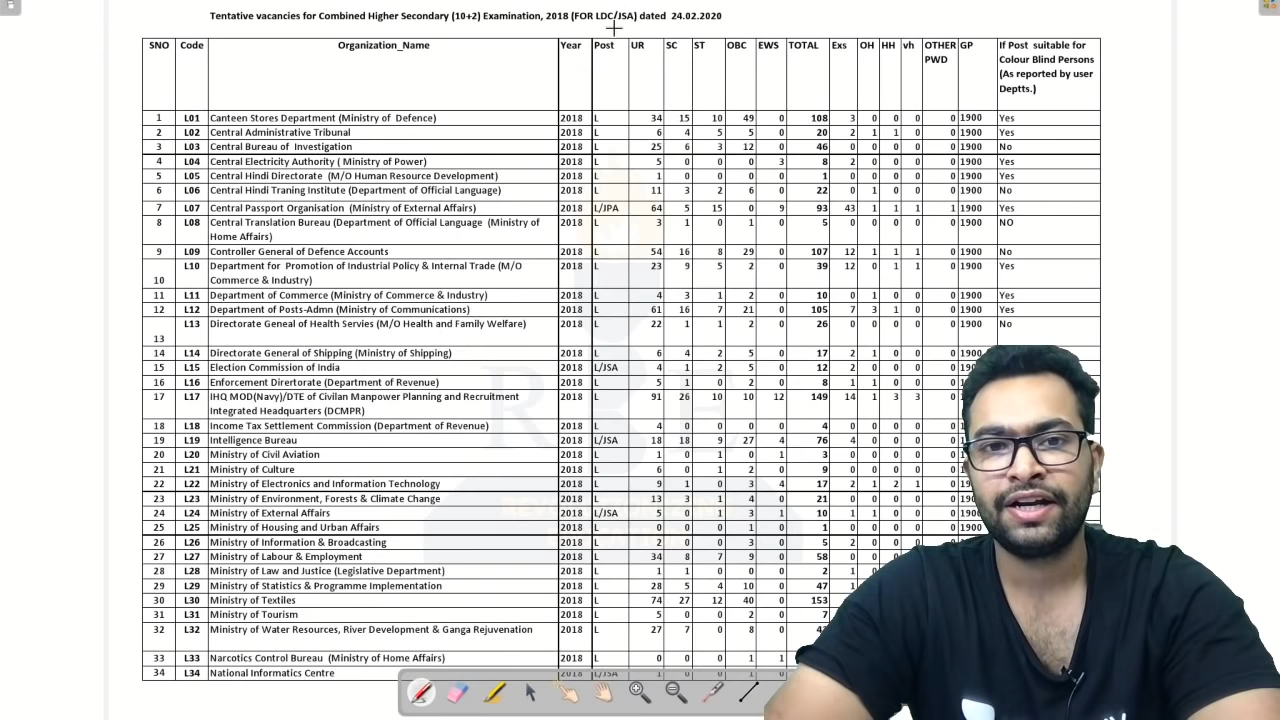 Tentative vacancies for Combined Higher Secondary (10+2) Examination, 2018 (FOR LDC/JSA) dated 24.02.2020
SNO Code Organization_Name Year Post UR SC ST OBC EWS TOTAL Exs OH HH vh OTHER PWD GP If Post suitable for Colour Blind Persons (As reported by user Deptts.)
1 L01 Canteen Stores Department (Ministry of Defence) 2018 L 34 15 10 49 0 108 3 0 0 0 0 1900 Yes
2 L02 Central Administrative Tribunal 2018 L 6 4 5 5 0 20 2 1 1 0 0 1900 Yes
3 L03 Central Bureau of Investigation 2018 L 25 6 3 12 0 46 0 0 0 0 0 1900 No
4 L04 Central Electricity Authority ( Ministry of Power) 2018 L 5 0 0 0 3 8 2 0 0 0 0 1900 Yes
5 L05 Central Hindi Directorate (M/O Human Resource Development) 2018 L 1 0 0 0 0 1 0 0 0 0 0 1900 Yes
6 L06 Central Hindi Traning Institute (Department of Official Language) 2018 L 11 3 2 6 0 22 0 1 0 0 0 1900 No
7 L07 Central Passport Organisation (Ministry of External Affairs) 2018 L/JPA 64 5 15 0 9 93 43 1 1 1 1 1900 Yes
8 L08 Central Translation Bureau (Department of Official Language (Ministry of 2018 L 3 1 0 1 0 5 0 0 0 0 0 1900 NO
Home Affairs)
9 L09 Controller General of Defence Accounts 2018 L 54 16 8 29 0 107 12 1 1 1 0 1900 No
L10 Department for Promotion of Industrial Policy & Internal Trade (M/O 2018 L 23 9 5 2 0 39 12 0 1 1 0 1900 Yes
10 Commerce & Industry)
11 L11 Department of Commerce (Ministry of Commerce & Industry) 2018 L 4 3 1 2 0 10 0 1 0 0 0 1900 Yes
12 L12 Department of Posts-Admn (Ministry of Communications) 2018 L 61 16 7 21 0 105 7 3 1 0 0 1900 Yes
L13 Directorate Geneal of Health Servies (M/O Health and Family Welfare) 2018 L 22 1 1 2 0 26 0 0 0 0 0 1900 No
13
14 L14 Directorate General of Shipping (Ministry of Shipping) 2018 L 6 4 2 5 0 17 2 1 0 0 0 1900
15 L15 Election Commission of India 2018 L/JSA 4 1 2 5 0 12 2 0 0 0 0
16 L16 Enforcement Dirertorate (Department of Revenue) 2018 L 5 1 0 2 0 8 1 1 0 0 0
17 L17 IHQ MOD(Navy)/DTE of Civilan Manpower Planning and Recruitment 2018 L 91 26 10 10 12 149 14 1 3 3 0
Integrated Headquarters (DCMPR)
18 L18 Income Tax Settlement Commission (Department of Revenue) 2018 L 4 0 0 0 0 4 0 0 0 0 0
19 L19 Intelligence Bureau 2018 L/JSA 18 18 9 27 4 76 4 0 0 0 0
20 L20 Ministry of Civil Aviation 2018 L 1 0 1 0 1 3 0 0 0 0 0
21 L21 Ministry of Culture 2018 L 6 0 1 2 0 9 0 0 0 0 0
22 L22 Ministry of Electronics and Information Technology 2018 L 9 1 0 3 4 17 2 1 2 1 0
23 L23 Ministry of Environment, Forests & Climate Change 2018 L 13 3 1 4 0 21 0 0 0 0 0
24 L24 Ministry of External Affairs 2018 L/JSA 5 0 1 3 1 10 1 1 0 0 0
25 L25 Ministry of Housing and Urban Affairs 2018 L 0 0 0 1 0 1 0 0 0 0 0 1900
26 L26 Ministry of Information & Broadcasting 2018 L 2 0 0 3 0 5 2 0 0 0
27 L27 Ministry of Labour & Employment 2018 L 34 8 7 9 0 58 0 0 0 0
28 L28 Ministry of Law and Justice (Legislative Department) 2018 L 1 1 0 0 0 2 1 0
29 L29 Ministry of Statistics & Programme Implementation 2018 L 28 5 4 10 0 47 1
30 L30 Ministry of Textiles 2018 L 74 27 12 40 0 153
31 L31 Ministry of Tourism 2018 L 5 0 0 2 0 7
32 L32 Ministry of Water Resources, River Development & Ganga Rejuvenation 2018 L 27 7 0 8 0
33 L33 Narcotics Control Bureau (Ministry of Home Affairs) 2018 L 0 0 0 1 1
34 L34 National Informatics Centre 2018 L/JSA 1 0 0 1 0